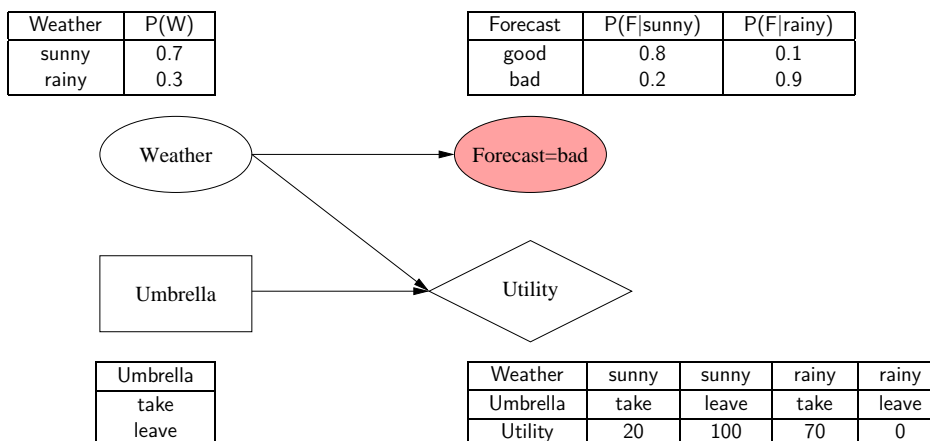 Weather P(W)
sunny 0.7
rainy 0.3
Forecast P(F|sunny) P(F|rainy)
good 0.8 0.1
bad 0.2 0.9
Weather
Forecast=bad
Umbrella
Utility
Umbrella
take
leave
Weather sunny sunny rainy rainy
Umbrella take leave take leave
Utility 20 100 70 0